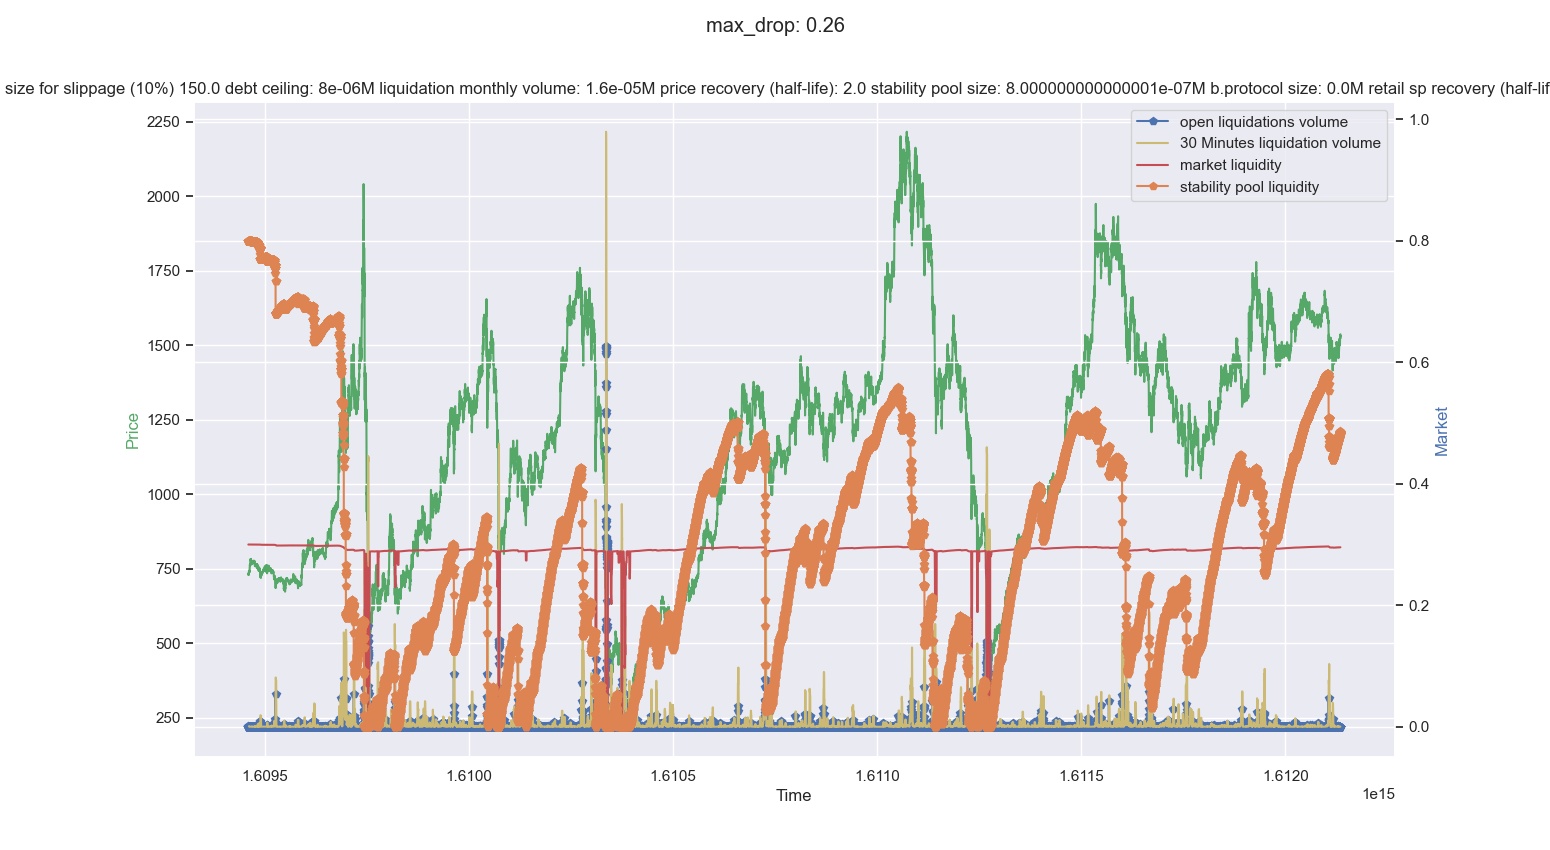 max_drop: 0.26
size for slippage (10%) 150.0 debt ceiling: 8e-06M liquidation monthly volume: 1.6e-05M price recovery (half-life): 2.0 stability pool size: 8.000000000000001e-07M b.protocol size: 0.0M retail sp recovery (half-lif
open liquidations volume
30 Minutes liquidation volume
market liquidity
stability pool liquidity
Price
2250
2000
1750
1500
1250
1000
750
500
250
1.0
0.8
0.6
0.4
0.2
0.0
Market
1.6095 1.6100 1.6105 1.6110 1.6115 1.6120
Time
1e15